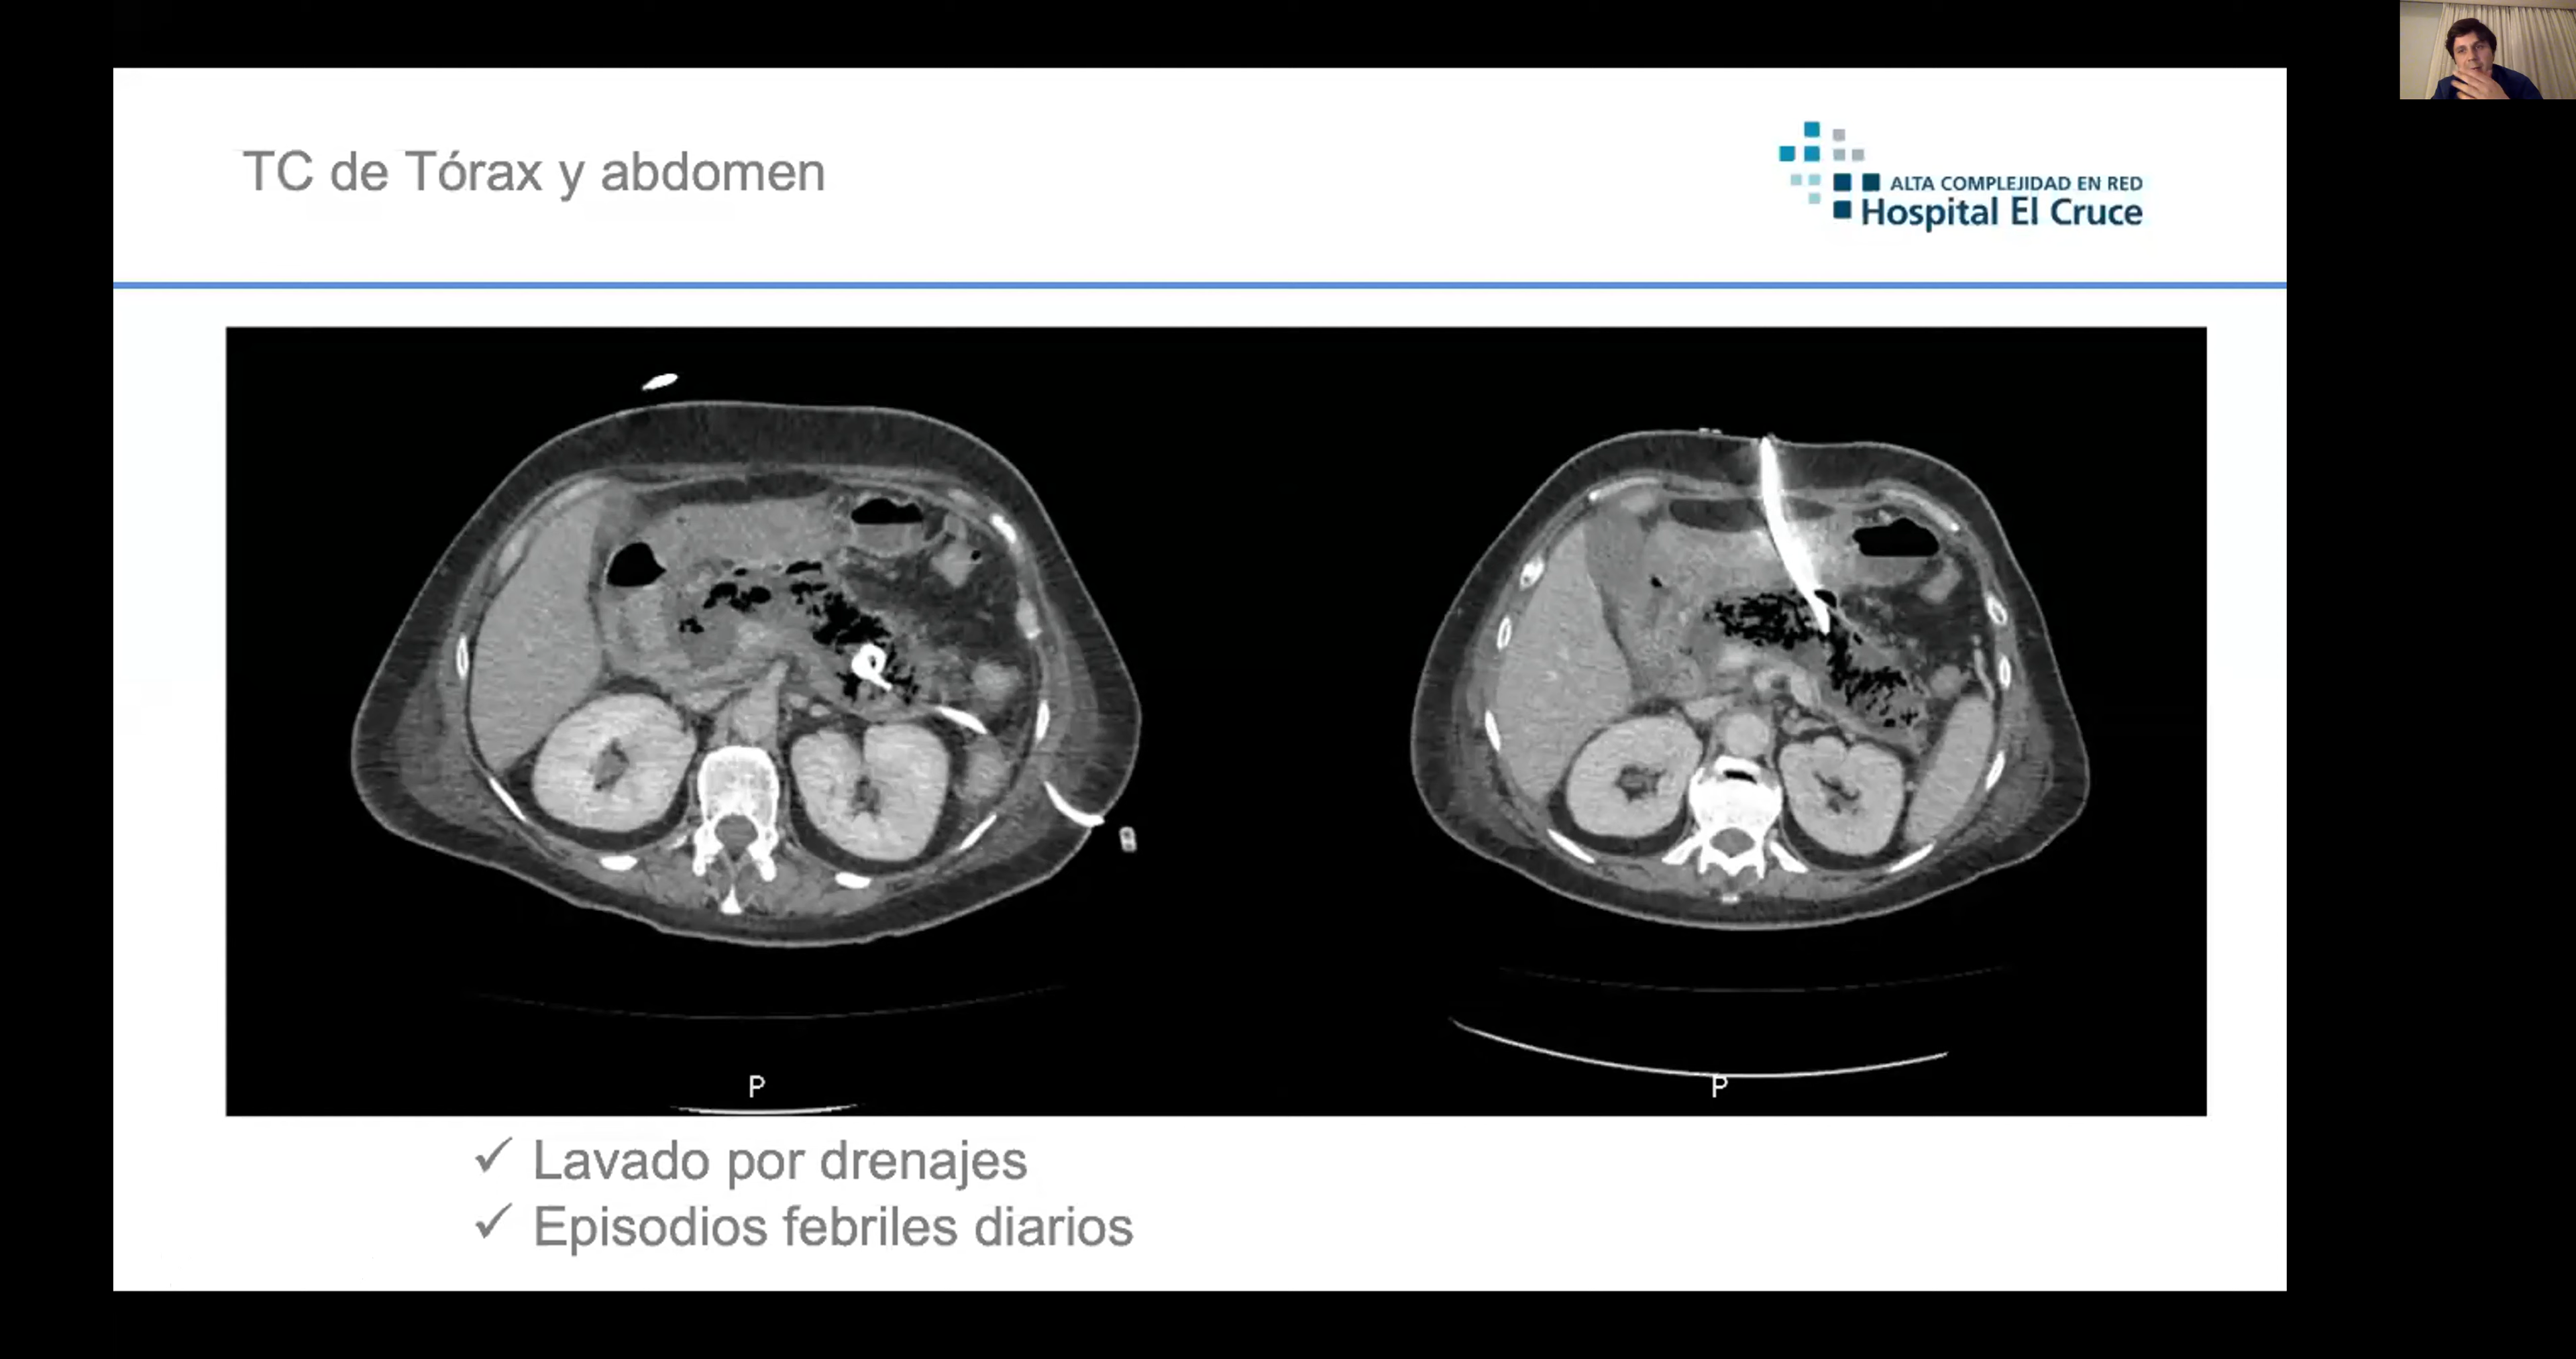 TC de Tórax y abdomen
ALTA COMPLEJIDAD EN RED
Hospital El Cruce
P
P
✓ Lavado por drenajes
✓ Episodios febriles diarios